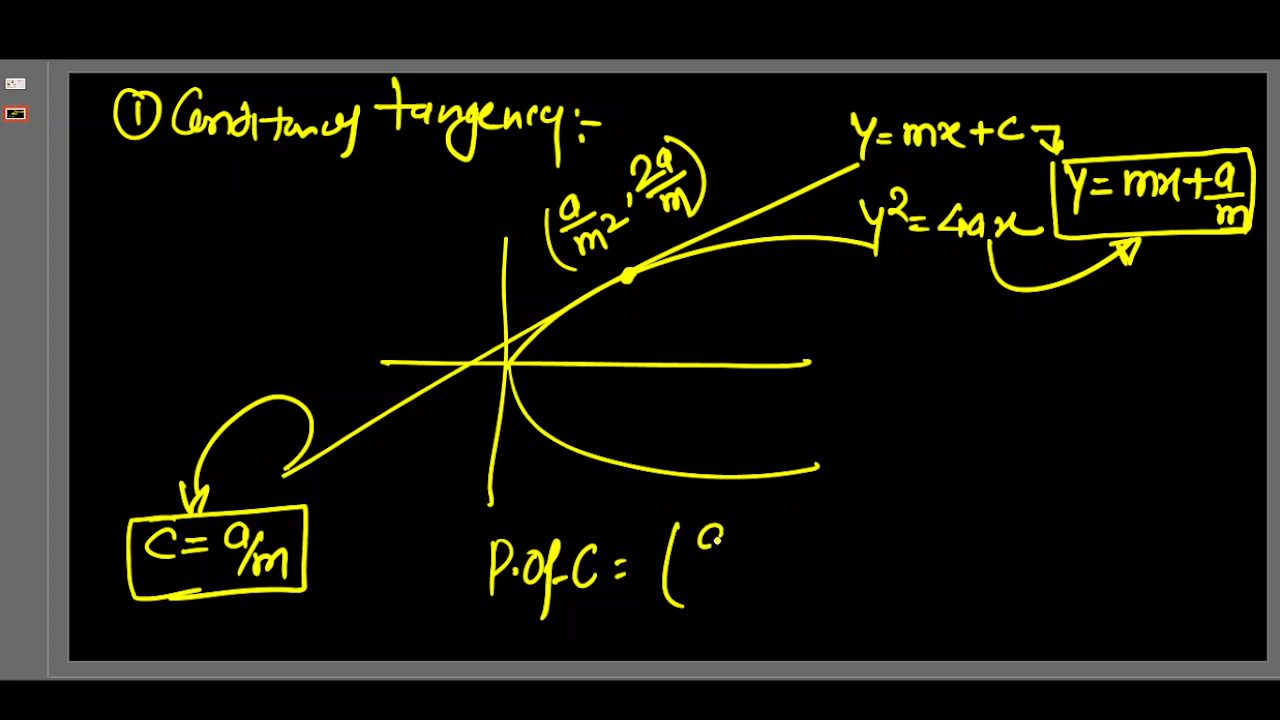 ① Condition of tangency:-
y = mx + c
y = mx + a/m
(a/m², 2a/m)
y² = 4ax
c = a/m
P. of C = ( a